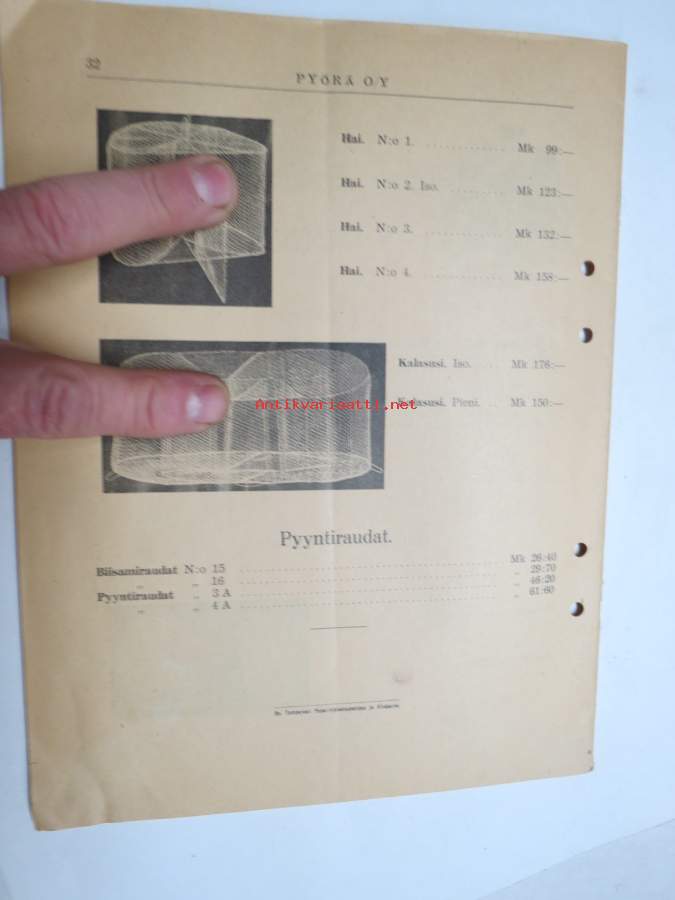 32
PYÖRÄ O/Y
Hai. N:o 1. Mk 99:—
Hai. N:o 2. Iso. Mk 123:—
Hai. N:o 3. Mk 132:—
Hai. N:o 4. Mk 158:—
Kalasusi. Iso. Mk 176:—
Kalasusi. Pieni. Mk 150:—
Antikvariaatti.net
Pyyntiraudat.
Biisamiraudat N:o 15 Mk 26:40
„ „ 16 „ 29:70
Pyyntiraudat „ 3 A „ 46:20
„ „ 4 A „ 61:60